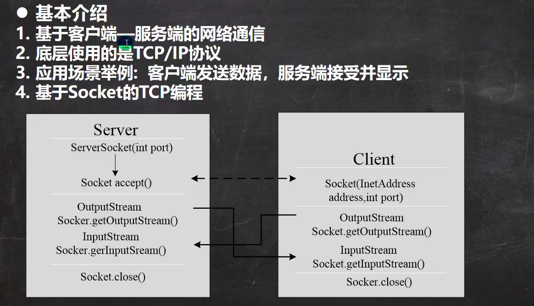 ● 基本介绍
1. 基于客户端—服务端的网络通信
2. 底层使用的是TCP/IP协议
3. 应用场景举例: 客户端发送数据，服务端接受并显示
4. 基于Socket的TCP编程
Server
ServerSocket(int port)
Socket accept()
OutputStream
Socker.getOutputStream()
InputStream
Socker.gerInputSream()
Socket.close()
Client
Socket(InetAddress
address,int port)
OutputStream
Socket.getOutputStream()
InputStream
Socket.getInputStream()
Socker.close()